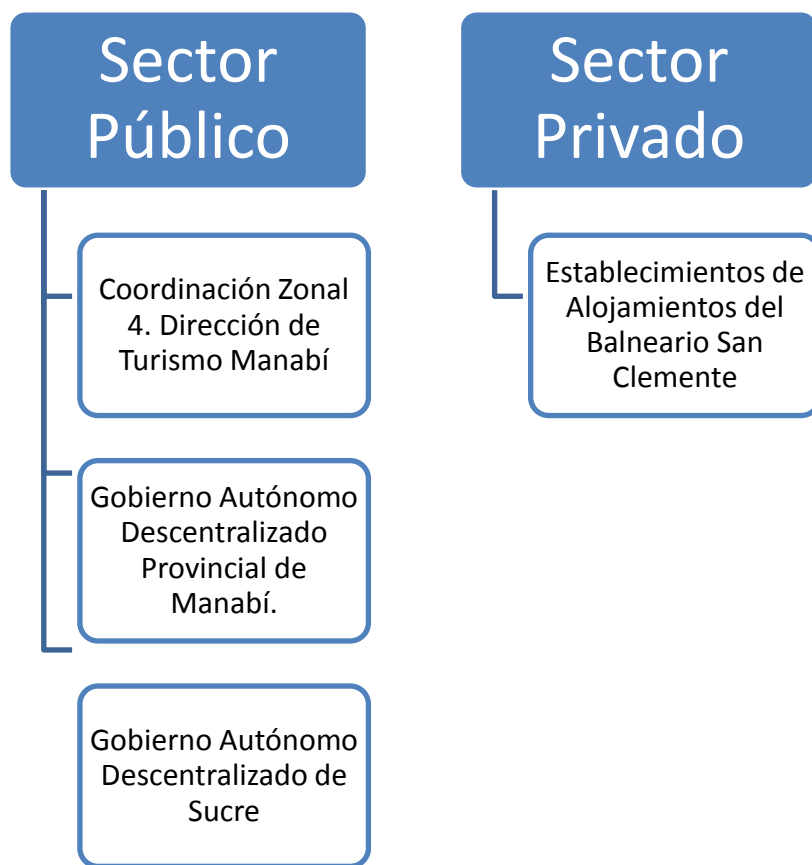 Sector
Público
Coordinación Zonal
4. Dirección de
Turismo Manabí
Gobierno Autónomo
Descentralizado
Provincial de
Manabí.
Gobierno Autónomo
Descentralizado de
Sucre
Sector
Privado
Establecimientos de
Alojamientos del
Balneario San
Clemente